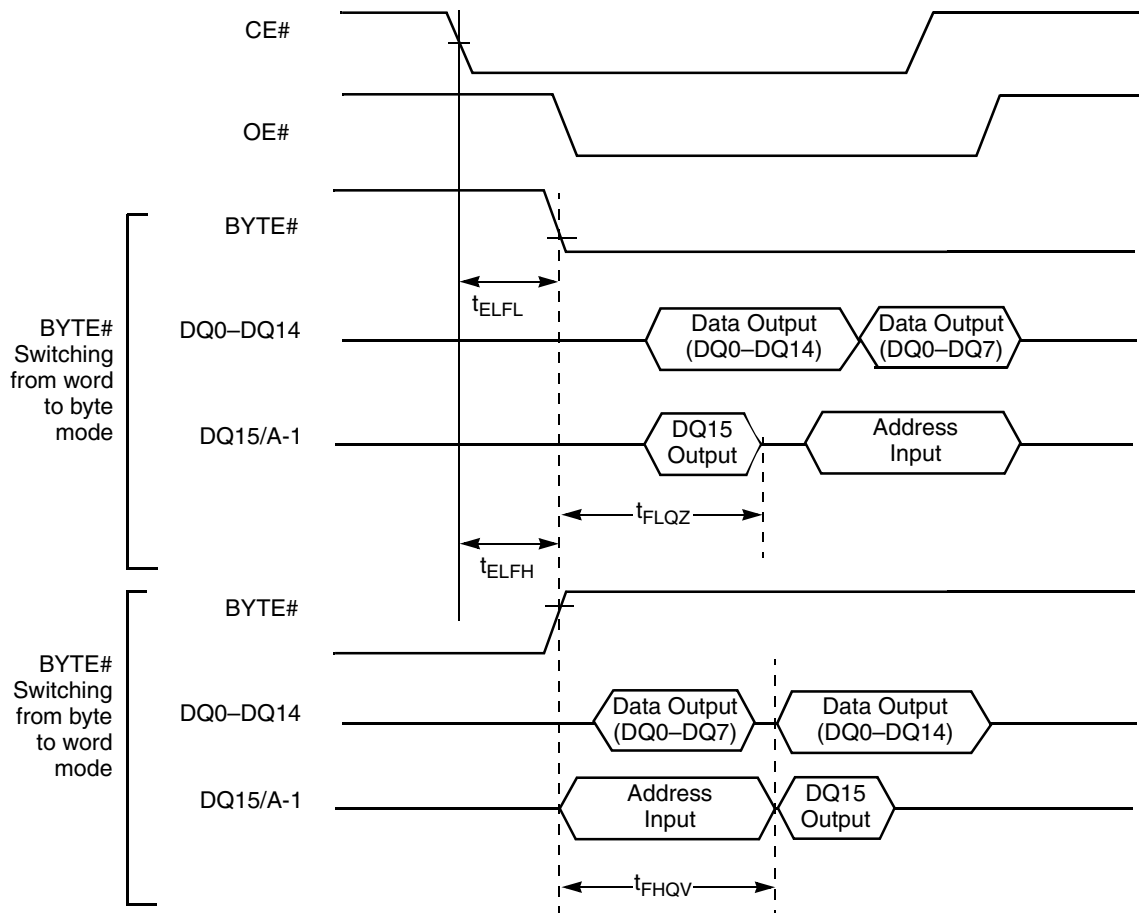 CE#
OE#
BYTE#
tELFL
BYTE#
Switching
from word
to byte
mode
DQ0–DQ14
Data Output
(DQ0–DQ14)
Data Output
(DQ0–DQ7)
DQ15/A-1
DQ15
Output
Address
Input
tFLQZ
tELFH
BYTE#
BYTE#
Switching
from byte
to word
mode
DQ0–DQ14
Data Output
(DQ0–DQ7)
Data Output
(DQ0–DQ14)
DQ15/A-1
Address
Input
DQ15
Output
tFHQV